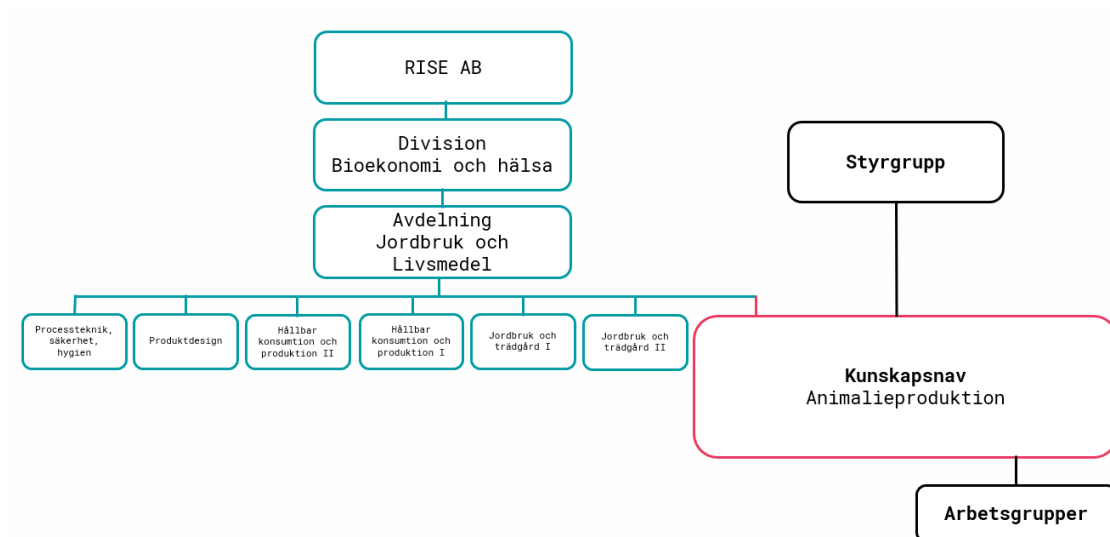 RISE AB
Division
Bioekonomi och hälsa
Styrgrupp
Avdelning
Jordbruk och
Livsmedel
Processteknik,
säkerhet,
hygien
Produktdesign
Hållbar
konsumtion och
produktion II
Hållbar
konsumtion och
produktion I
Jordbruk och
trädgård I
Jordbruk och
trädgård II
Kunskapsnav
Animalieproduktion
Arbetsgrupper